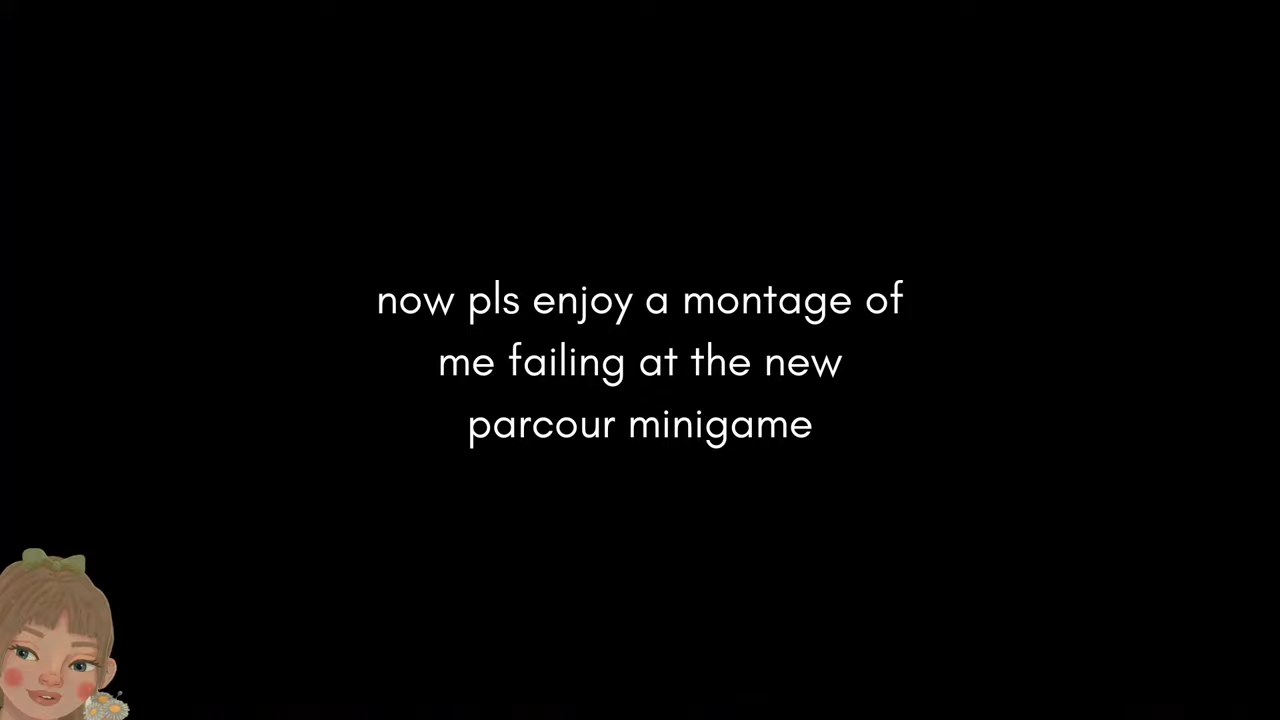 now pls enjoy a montage of
me failing at the new
parcour minigame